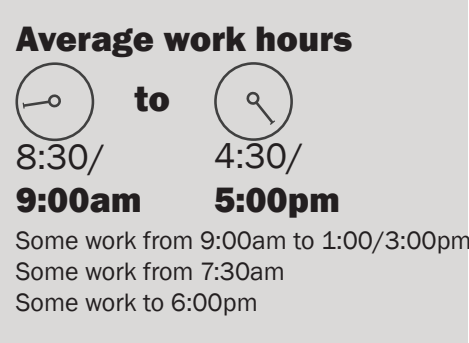 Average work hours
to
8:30/ 4:30/
9:00am 5:00pm
Some work from 9:00am to 1:00/3:00pm
Some work from 7:30am
Some work to 6:00pm